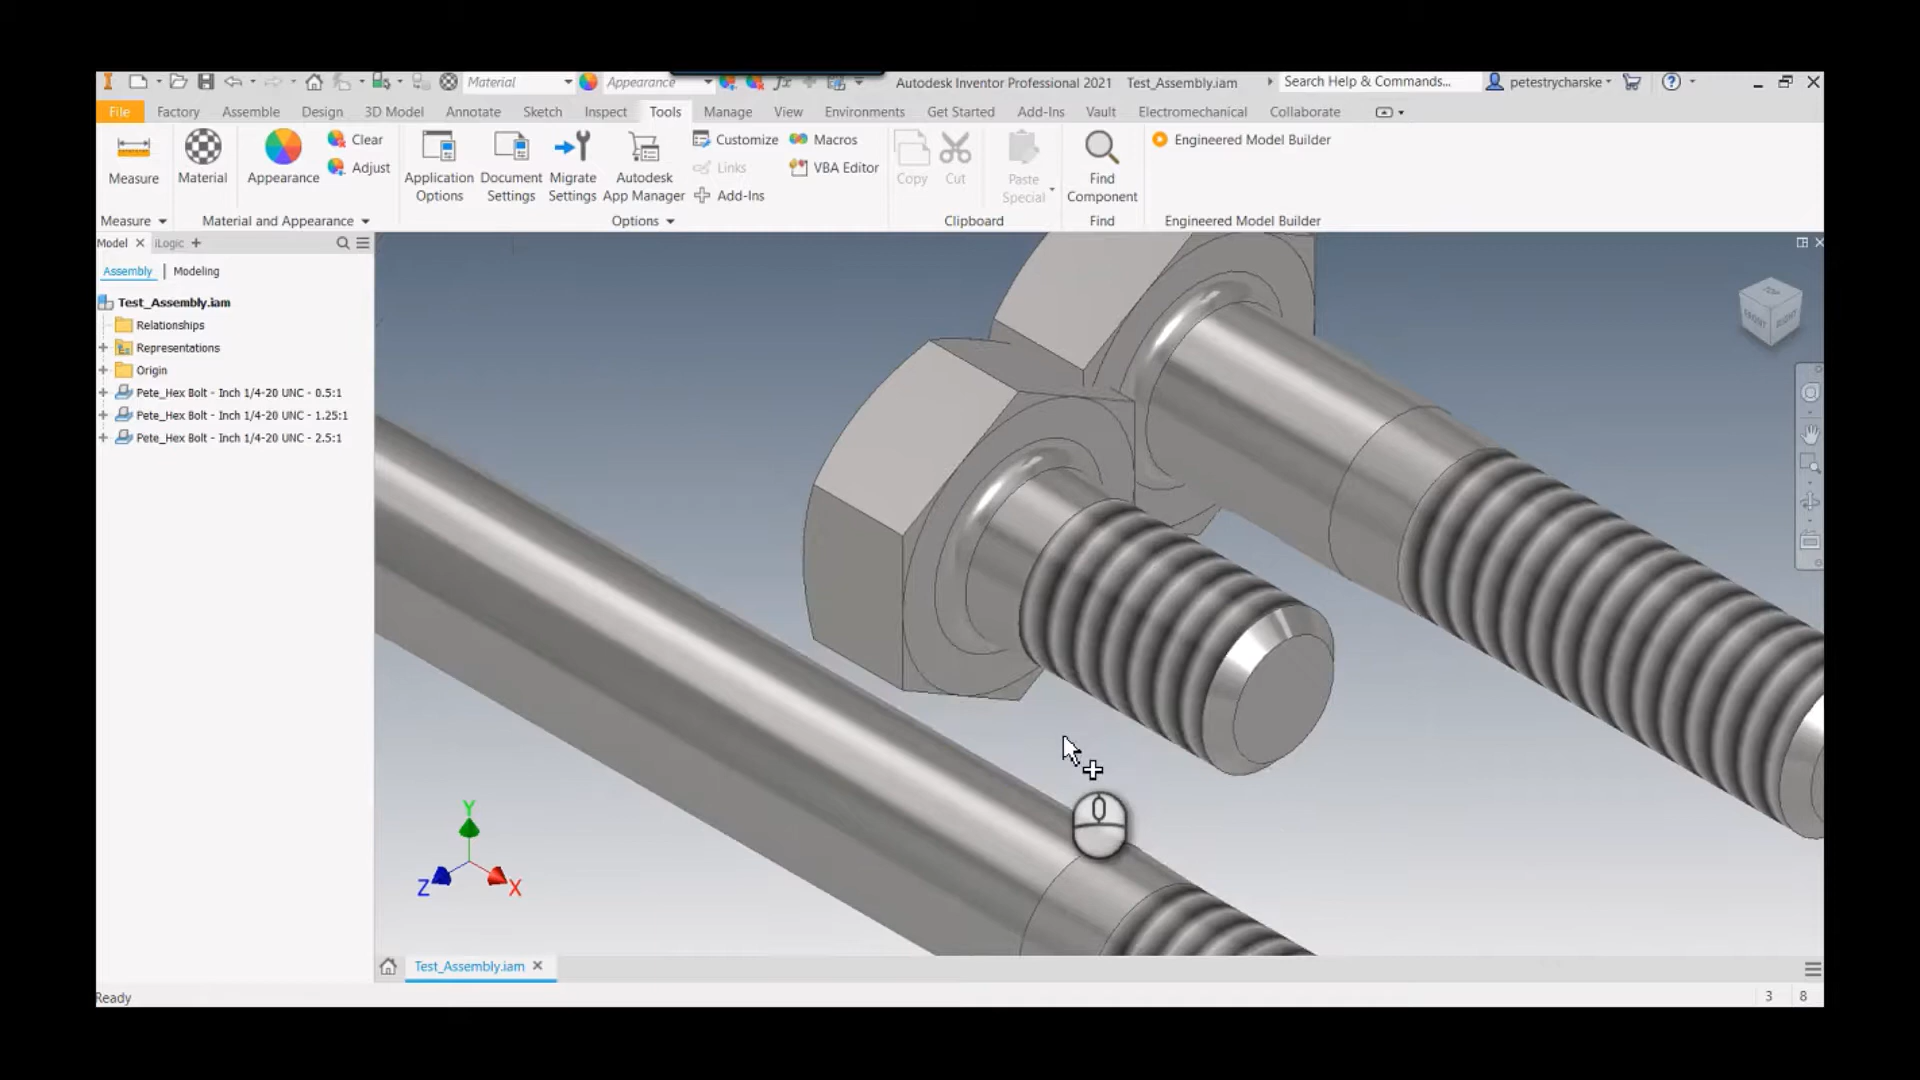 Material Appearance fx Autodesk Inventor Professional 2021 Test_Assembly.iam Search Help & Commands... petestrycharske
File Factory Assemble Design 3D Model Annotate Sketch Inspect Tools Manage View Environments Get Started Add-Ins Vault Electromechanical Collaborate
Measure
Material
Appearance
Clear
Adjust
Application
Options
Document
Settings
Migrate
Settings
Autodesk
App Manager
Customize
Links
Add-Ins
Macros
VBA Editor
Copy
Cut
Paste
Special
Find
Component
Engineered Model Builder
Measure Material and Appearance Options Clipboard Find Engineered Model Builder
Model iLogic
Assembly | Modeling
Test_Assembly.iam
Relationships
Representations
Origin
Pete_Hex Bolt - Inch 1/4-20 UNC - 0.5:1
Pete_Hex Bolt - Inch 1/4-20 UNC - 1.25:1
Pete_Hex Bolt - Inch 1/4-20 UNC - 2.5:1
TOP
FRONT
RIGHT
Y
Z
X
Test_Assembly.iam
Ready
3 8